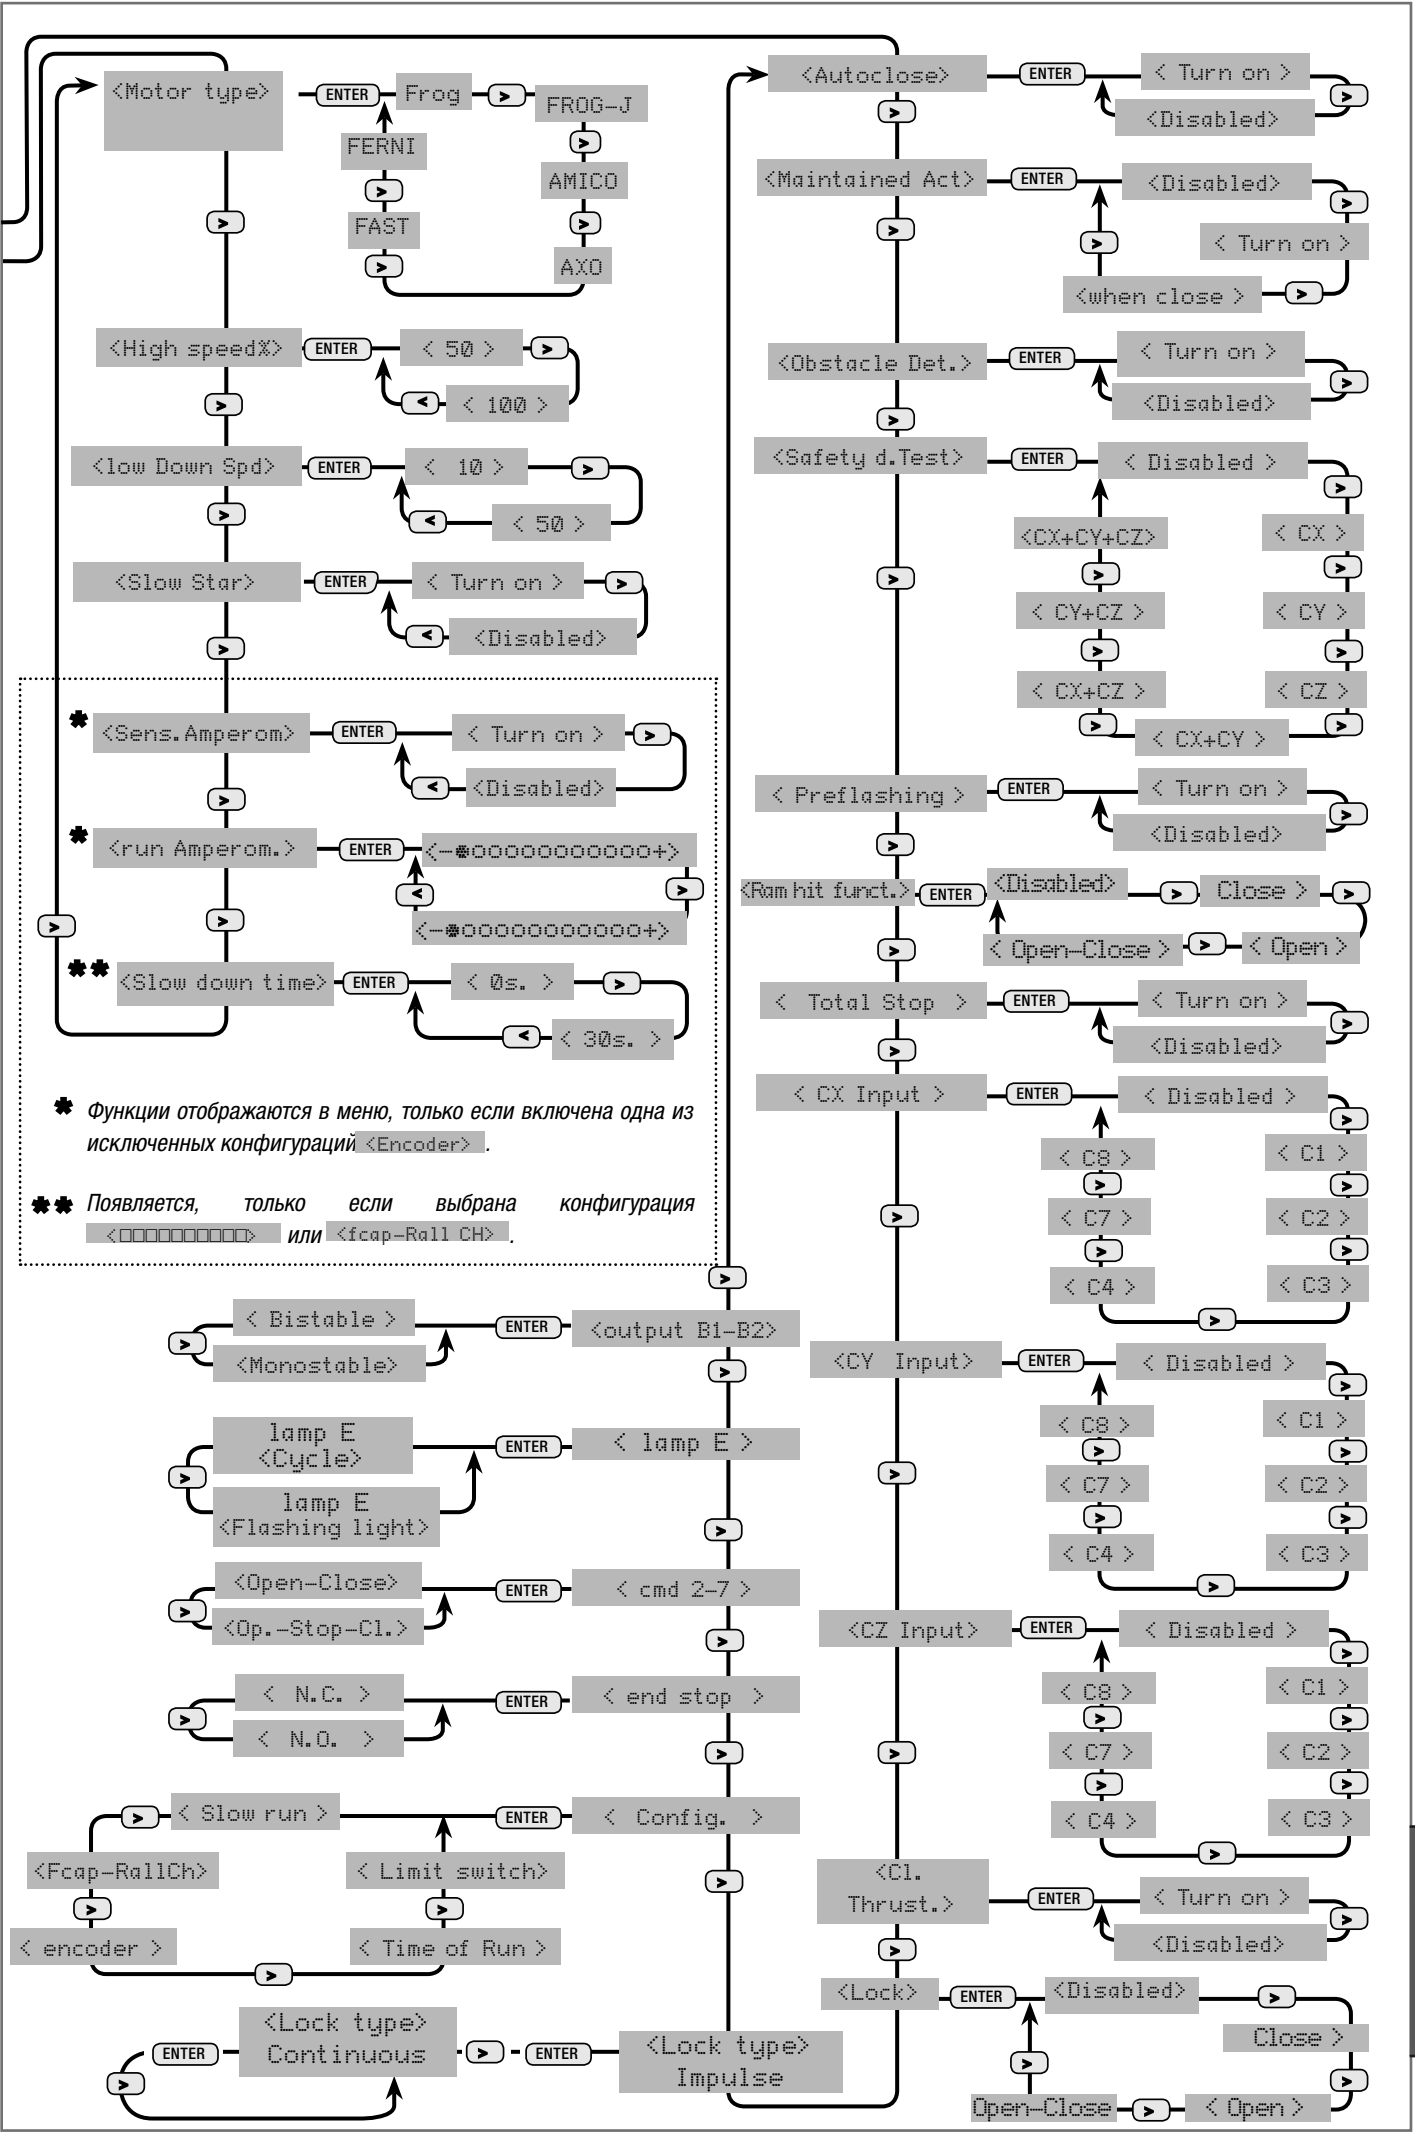 <Motor type>
ENTER
Frog
>
FROG-J
>
AMICO
>
AXO
FERNI
>
FAST
>
>
<High speed%>
ENTER
< 50 >
>
<
< 100 >
>
<low Down Spd>
ENTER
< 10 >
>
<
< 50 >
>
<Slow Star>
ENTER
< Turn on >
>
<
<Disabled>
>
* <Sens.Amperom>
ENTER
< Turn on >
>
<
<Disabled>
>
* <run Amperom.>
ENTER
<-*ooooooooooo+>
<
>
<-*ooooooooooo+>
>
>
** <Slow down time>
ENTER
< 0s. >
>
<
< 30s. >
* Функции отображаются в меню, только если включена одна из
исключенных конфигураций <Encoder> .
** Появляется, только если выбрана конфигурация
<□□□□□□□□□□> или <fcap-Rall CH> .
>
< Bistable >
>
<Monostable>
ENTER
<output B1-B2>
>
lamp E
<Cycle>
>
lamp E
<Flashing light>
ENTER
< lamp E >
>
<Open-Close>
>
<Op.-Stop-Cl.>
ENTER
< cmd 2-7 >
>
< N.C. >
>
< N.O. >
ENTER
< end stop >
>
>
< Slow run >
ENTER
< Config. >
<Fcap-RallCh>
< Limit switch>
>
>
>
< encoder >
< Time of Run >
>
<Lock type>
Continuous
ENTER
>
>
ENTER
<Lock type>
Impulse
<Autoclose>
ENTER
< Turn on >
>
<Disabled>
>
<Maintained Act>
ENTER
<Disabled>
>
< Turn on >
>
<when close >
>
>
<Obstacle Det.>
ENTER
< Turn on >
>
<Disabled>
>
<Safety d.Test>
ENTER
< Disabled >
>
<CX+CY+CZ>
< CX >
>
>
< CY+CZ >
< CY >
>
>
< CX+CZ >
< CZ >
>
>
< CX+CY >
>
< Preflashing >
ENTER
< Turn on >
>
<Disabled>
>
<Ram hit funct.>
ENTER
<Disabled>
>
Close >
>
< Open-Close >
>
< Open >
>
< Total Stop >
ENTER
< Turn on >
>
<Disabled>
>
< CX Input >
ENTER
< Disabled >
>
< C8 >
< C1 >
>
>
< C7 >
< C2 >
>
>
< C4 >
< C3 >
>
>
<CY Input>
ENTER
< Disabled >
>
< C8 >
< C1 >
>
>
< C7 >
< C2 >
>
>
< C4 >
< C3 >
>
>
<CZ Input>
ENTER
< Disabled >
>
< C8 >
< C1 >
>
>
< C7 >
< C2 >
>
>
< C4 >
< C3 >
>
>
<Cl.
Thrust.>
ENTER
< Turn on >
>
<Disabled>
>
<Lock>
ENTER
<Disabled>
>
Close >
>
>
Open-Close
>
< Open >